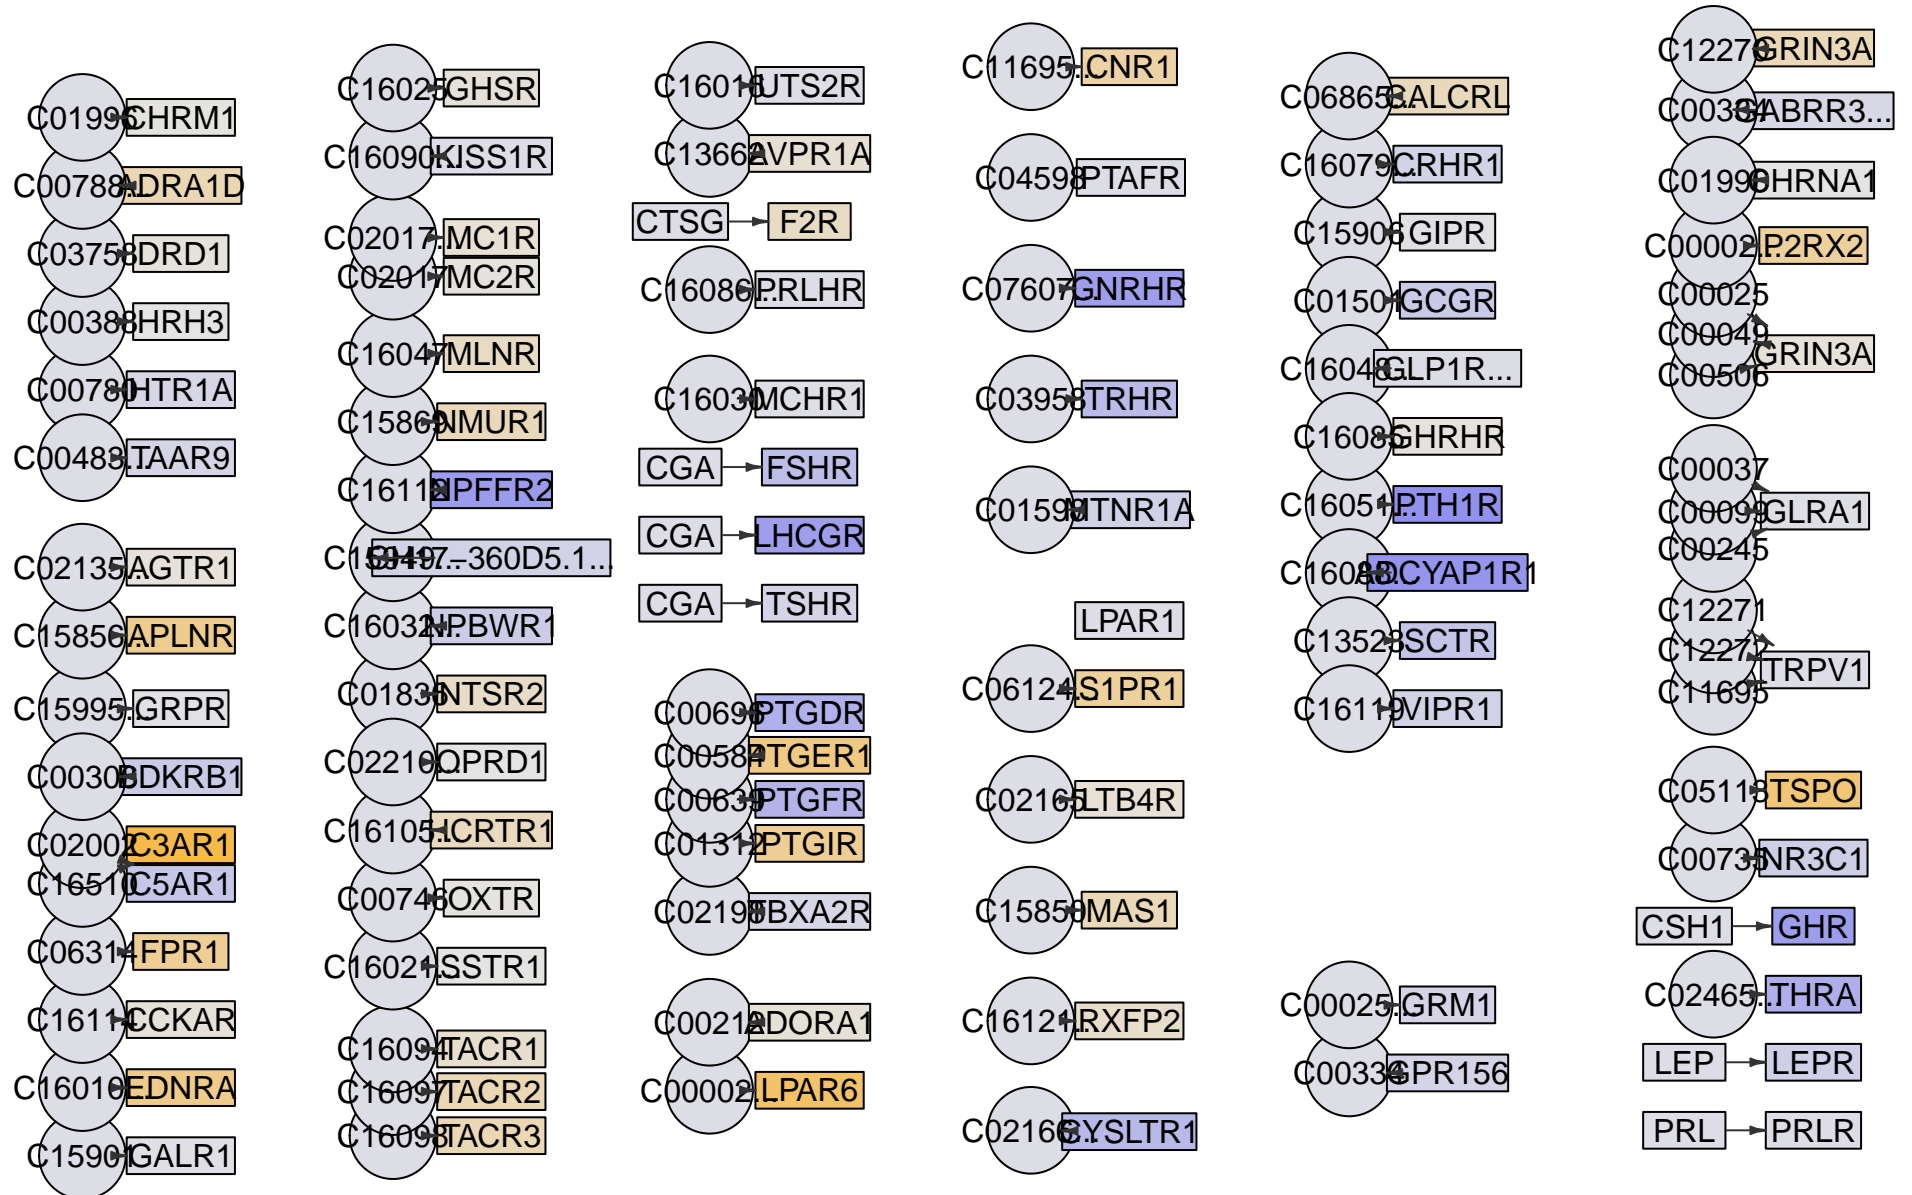 C01996 CHRM1
C00788... ADRA1D
C03758 DRD1
C00388 HRH3
C00780 HTR1A
C00483... TAAR9
C02135... AGTR1
C15856... APLNR
C15995... GRPR
C00306 BDKRB1
C02002 C3AR1
C16510 C5AR1
C06314 FPR1
C16114 CCKAR
C16010... EDNRA
C15901 GALR1
C16025 GHSR
C16090... KISS1R
C02017... MC1R
C02017 MC2R
C16047 MLNR
C15869 NMUR1
C16118 NPFFR2
360D5.1...
C16032... NPBWR1
C01836 NTSR2
C02210... OPRD1
C16105... HCRTR1
C00746 OXTR
C16021... SSTR1
C16094 TACR1
C16097 TACR2
C16098 TACR3
C16016 UTS2R
C13662 AVPR1A
CTSG F2R
C16086... PRLHR
C16030 MCHR1
CGA FSHR
CGA LHCGR
CGA TSHR
C00696 PTGDR
C00584 PTGER1
C00639 PTGFR
C01312 PTGIR
C02198 TBXA2R
C00212 ADORA1
C00002... LPAR6
C11695... CNR1
C04598 PTAFR
C07607... GNRHR
C03958 TRHR
C01598 MTNR1A
LPAR1
C06124... S1PR1
C02165 LTB4R
C15850 MAS1
C16121... RXFP2
C02166... CYSLTR1
C06865... CALCRL
C16079... CRHR1
C15906 GIPR
C01501 GCGR
C16048... GLP1R...
C16085 GHRHR
C16051... PTH1R
ADCYAP1R1
C13523 SCTR
C16119 VIPR1
C00025... GRM1
C00334 GPR156
C12270 GRIN3A
C00334 GABRR3...
C01996 CHRNA1
C00002... P2RX2
C00025
C00049
GRIN3A
C00506
C00037
C00099 GLRA1
C00245
C12271
C12272
TRPV1
C11695
C05113 TSPO
C00735 NR3C1
CSH1 GHR
C02465... THRA
LEP LEPR
PRL PRLR